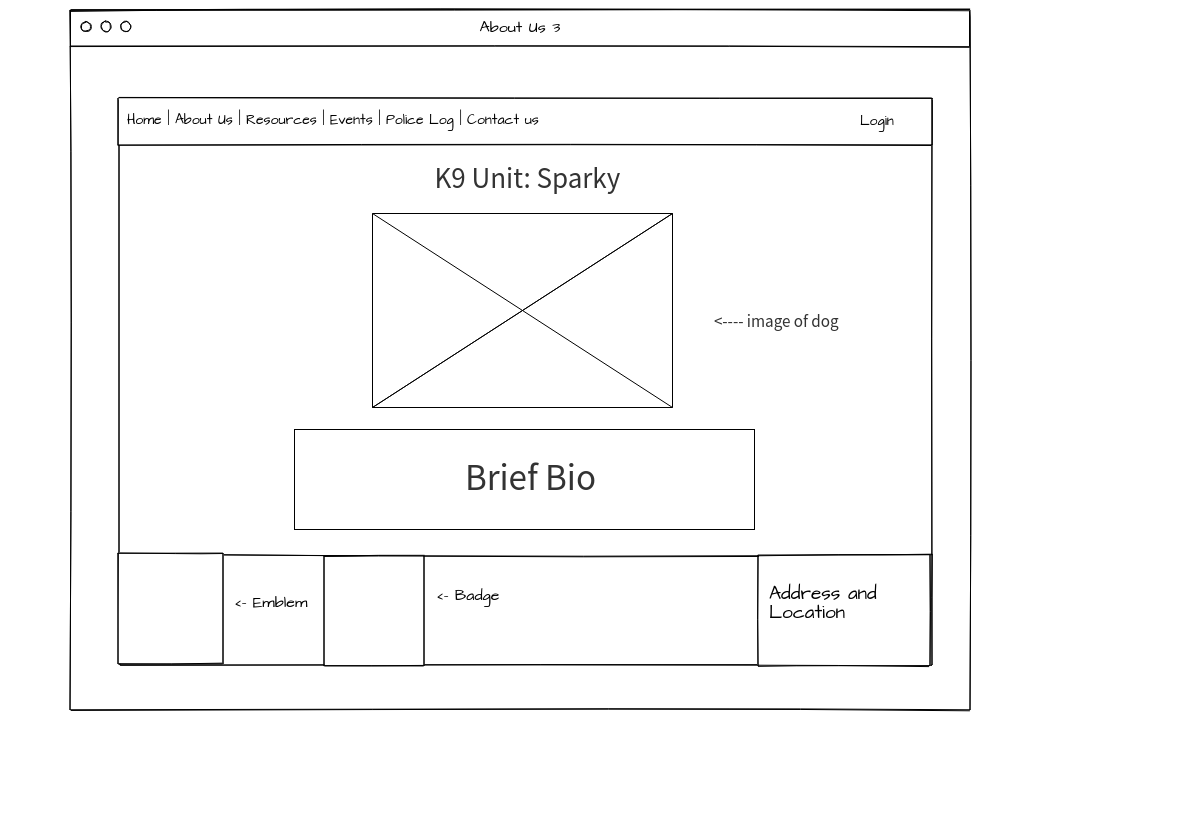 About Us 3
Home | About Us | Resources | Events | Police Log | Contact us
Login
K9 Unit: Sparky
<---- image of dog
Brief Bio
<- Emblem
<- Badge
Address and
Location